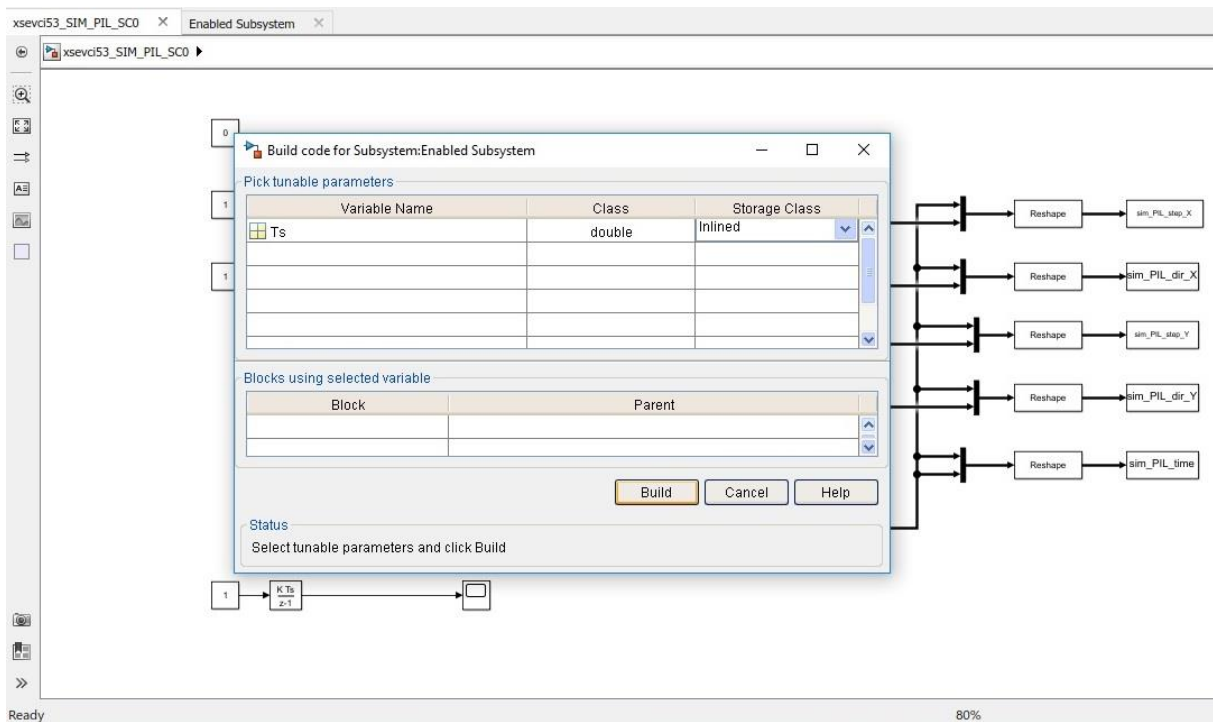 xsevci53_SIM_PIL_SC0
Enabled Subsystem
xsevci53_SIM_PIL_SC0
0
Build code for Subsystem:Enabled Subsystem
Pick tunable parameters
1
Variable Name Class Storage Class
Ts double Inlined
Reshape sim_PIL_step_X
1
Reshape sim_PIL_dir_X
Reshape sim_PIL_step_Y
Blocks using selected variable
Block Parent
Reshape sim_PIL_dir_Y
Reshape sim_PIL_time
Build Cancel Help
Status
Select tunable parameters and click Build
1 K Ts
z-1
Ready 80%